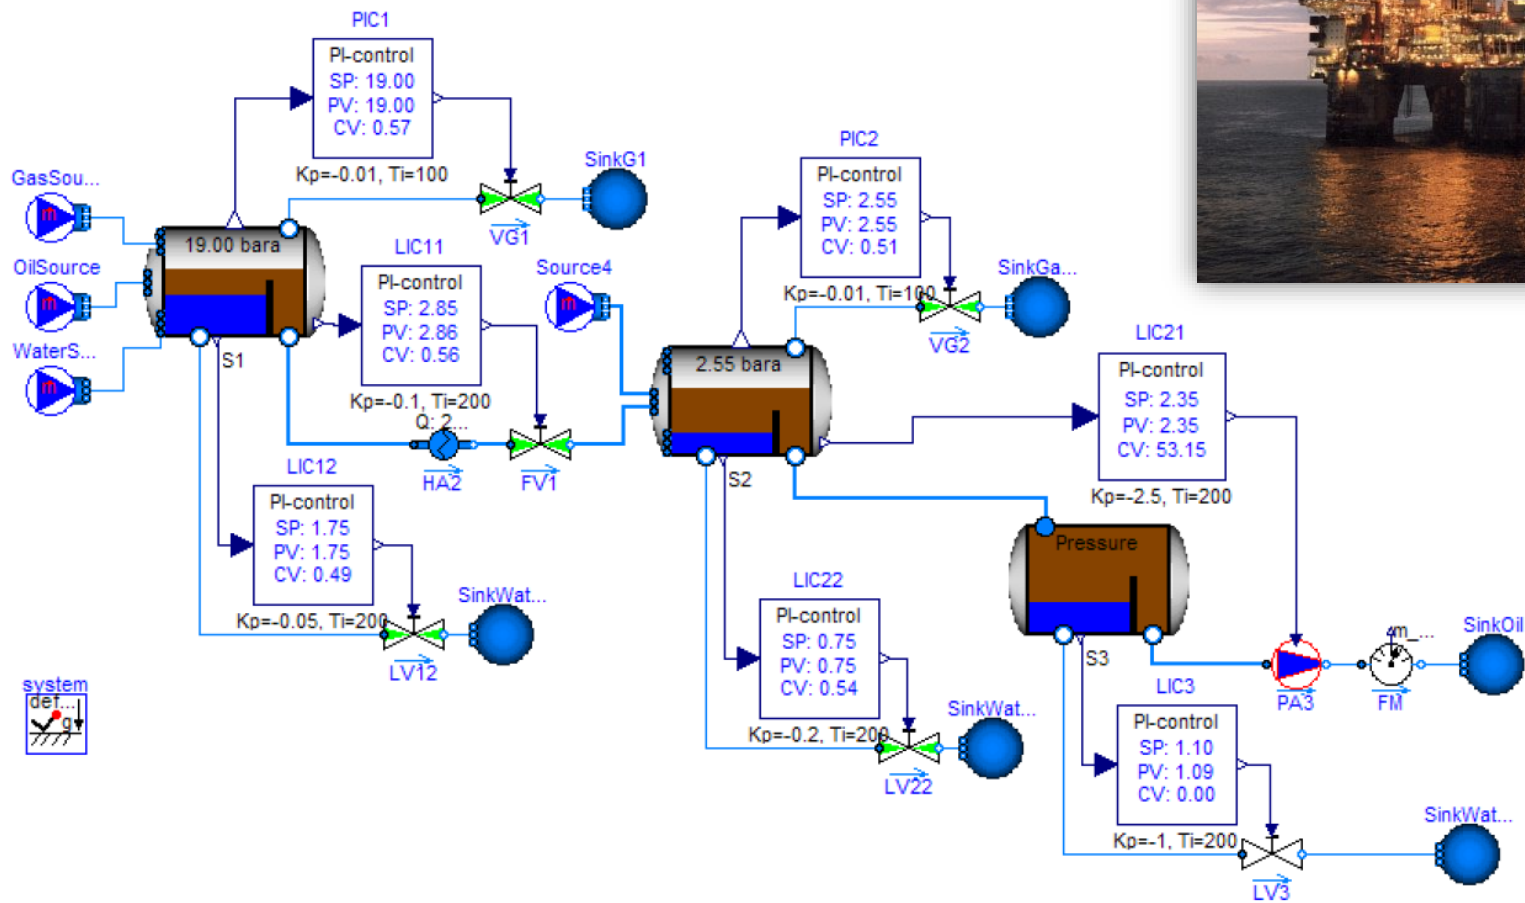 PIC1
PI-control
SP: 19.00
PV: 19.00
CV: 0.57
Kp=-0.01, Ti=100
SinkG1
VG1
GasSou...
OilSource
WaterS...
19.00 bara
S1
LIC11
PI-control
SP: 2.85
PV: 2.86
CV: 0.56
Kp=-0.1, Ti=200
Q: 2...
HA2
FV1
Source4
LIC12
PI-control
SP: 1.75
PV: 1.75
CV: 0.49
Kp=-0.05, Ti=200
LV12
SinkWat...
system
def...
g
PIC2
PI-control
SP: 2.55
PV: 2.55
CV: 0.51
Kp=-0.01, Ti=100
SinkGa...
VG2
2.55 bara
S2
LIC21
PI-control
SP: 2.35
PV: 2.35
CV: 53.15
Kp=-2.5, Ti=200
LIC22
PI-control
SP: 0.75
PV: 0.75
CV: 0.54
Kp=-0.2, Ti=200
LV22
SinkWat...
Pressure
S3
PA3
m_...
FM
SinkOil
LIC3
PI-control
SP: 1.10
PV: 1.09
CV: 0.00
Kp=-1, Ti=200
LV3
SinkWat...